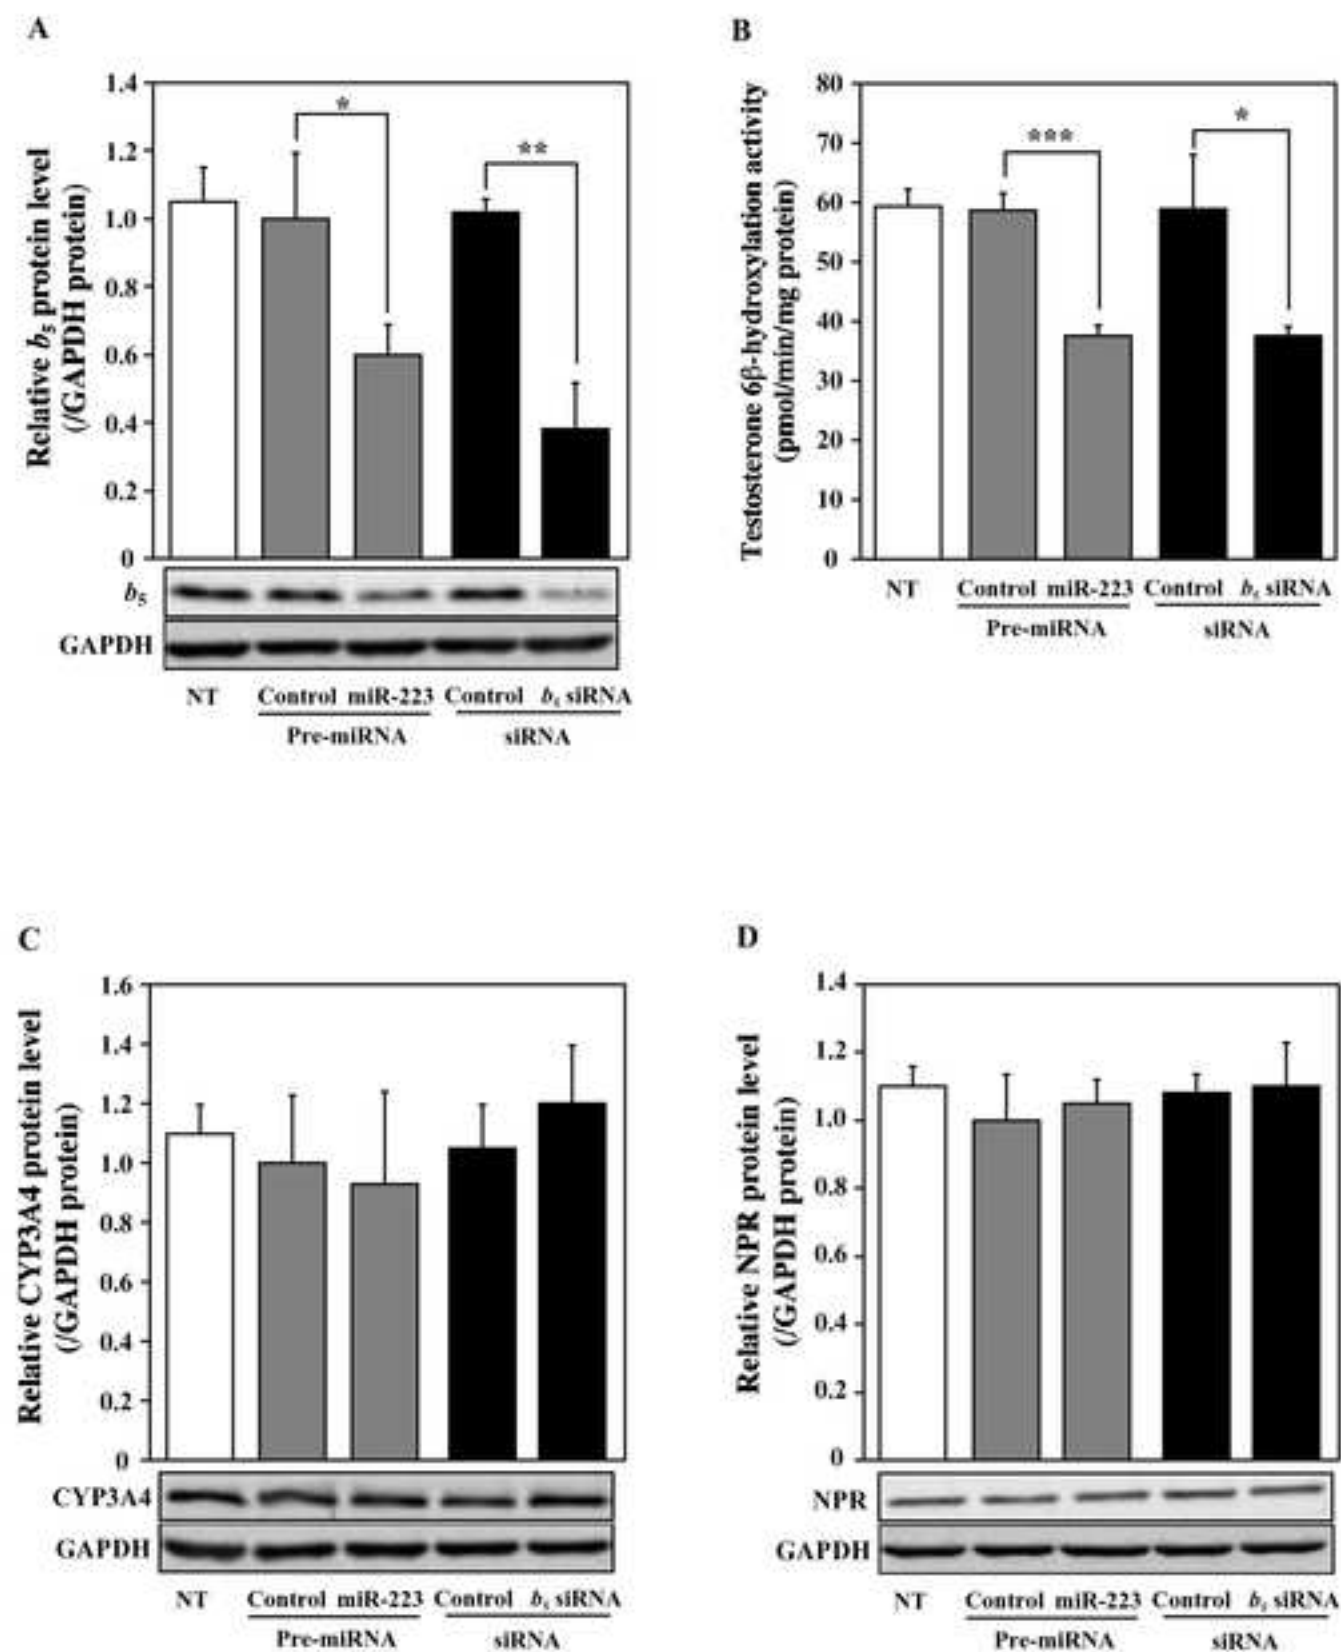 A
Relative b5 protein level
(/GAPDH protein)
1.4
1.2
1.0
0.8
0.6
0.4
0.2
0
*
**
b5
GAPDH
NT Control miR-223 Control b5 siRNA
Pre-miRNA siRNA
B
Testosterone 6β-hydroxylation activity
(pmol/min/mg protein)
80
70
60
50
40
30
20
10
0
***
*
NT Control miR-223 Control b5 siRNA
Pre-miRNA siRNA
C
Relative CYP3A4 protein level
(/GAPDH protein)
1.6
1.4
1.2
1.0
0.8
0.6
0.4
0.2
0
CYP3A4
GAPDH
NT Control miR-223 Control b5 siRNA
Pre-miRNA siRNA
D
Relative NPR protein level
(/GAPDH protein)
1.4
1.2
1.0
0.8
0.6
0.4
0.2
0
NPR
GAPDH
NT Control miR-223 Control b5 siRNA
Pre-miRNA siRNA